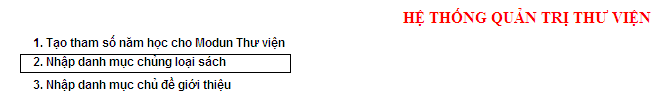 HỆ THỐNG QUẢN TRỊ THƯ VIỆN
1. Tạo tham số năm học cho Modun Thư viện
2. Nhập danh mục chủng loại sách
3. Nhập danh mục chủ đề giới thiệu